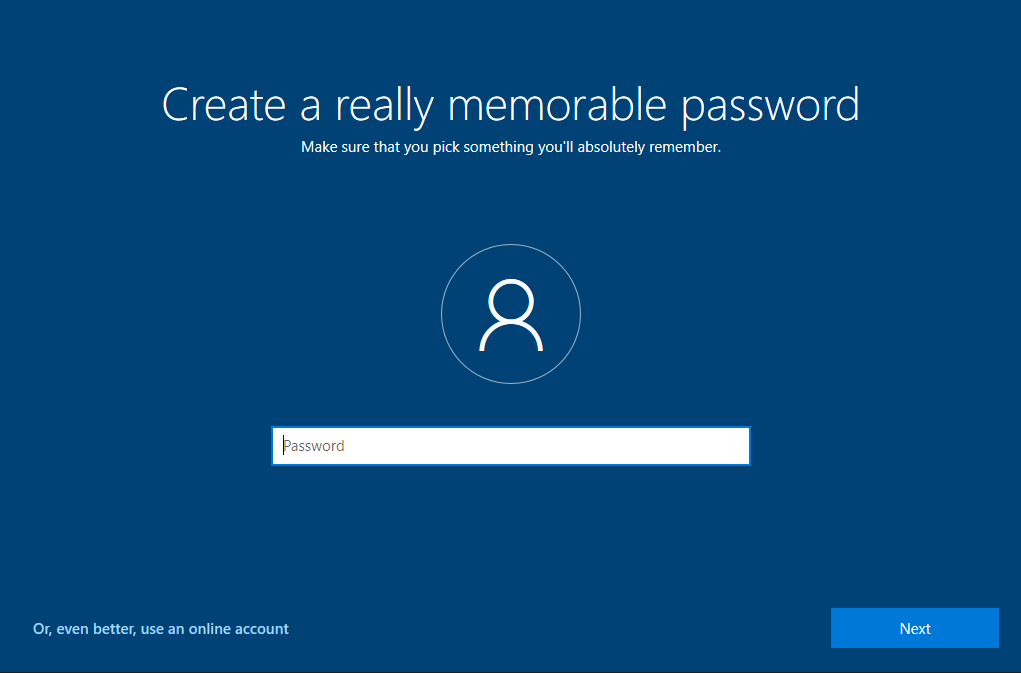 Create a really memorable password
Make sure that you pick something you'll absolutely remember.
Password
Or, even better, use an online account
Next